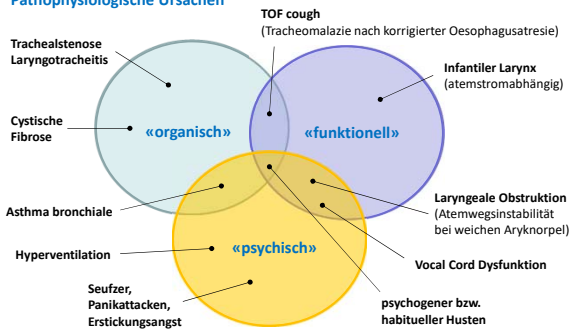 Pathophysiologische Ursachen
TOF cough
(Tracheomalazie nach korrigierter Oesophagusatresie)
Trachealstenose
Laryngotracheitis
Infantiler Larynx
(atemstromabhängig)
Cystische
Fibrose
«organisch»
«funktionell»
Asthma bronchiale
Laryngeale Obstruktion
(Atemwegsinstabilität
bei weichen Aryknorpel)
Hyperventilation
«psychisch»
Vocal Cord Dysfunktion
Seufzer,
Panikattacken,
Erstickungsangst
psychogener bzw.
habitueller Husten